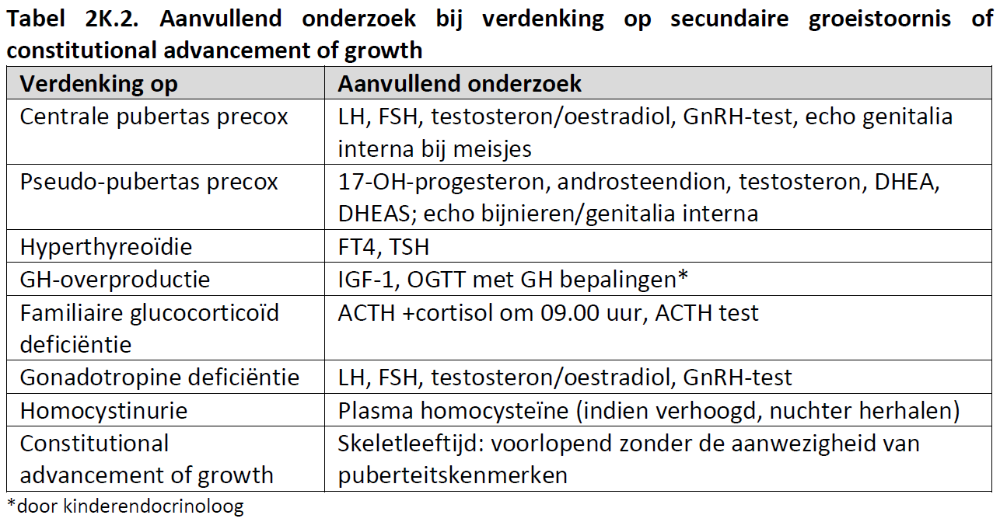 Tabel 2K.2. Aanvullend onderzoek bij verdenking op secundaire groeistoornis of
constitutional advancement of growth
Verdenking op
Aanvullend onderzoek
Centrale pubertas precox
LH, FSH, testosteron/oestradiol, GnRH-test, echo genitalia
interna bij meisjes
Pseudo-pubertas precox
17-OH-progesteron, androsteendion, testosteron, DHEA,
DHEAS; echo bijnieren/genitalia interna
Hyperthyreoïdie
FT4, TSH
GH-overproductie
IGF-1, OGTT met GH bepalingen*
Familiaire glucocorticoïd
deficiëntie
ACTH +cortisol om 09.00 uur, ACTH test
Gonadotropine deficiëntie
LH, FSH, testosteron/oestradiol, GnRH-test
Homocystinurie
Plasma homocysteïne (indien verhoogd, nuchter herhalen)
Constitutional
advancement of growth
Skeletleeftijd: voorlopend zonder de aanwezigheid van
puberteitskenmerken
*door kinderendocrinoloog